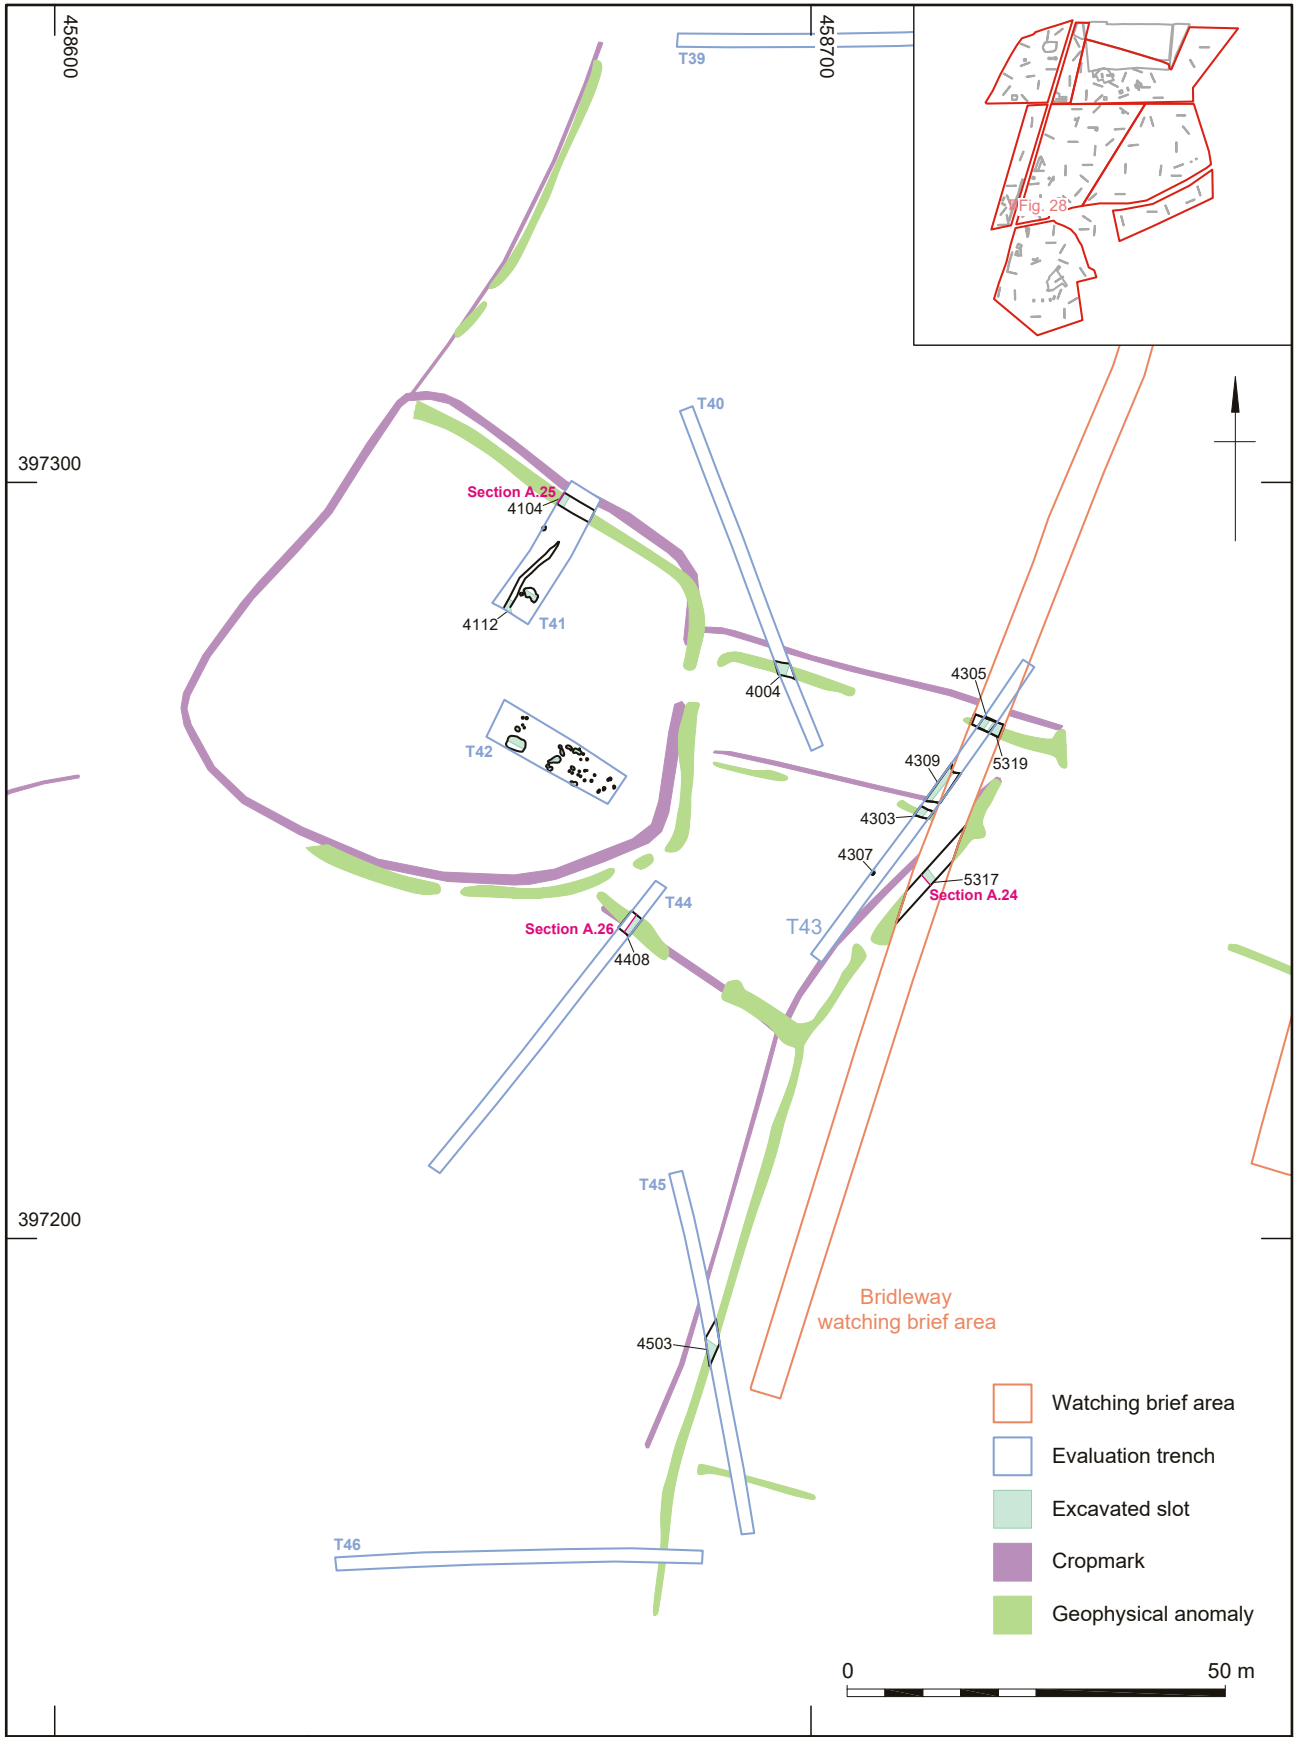 458600
458700
T39
Fig. 28
T40
397300
Section A.25
4104
4112
T41
4004
4305
5319
4309
4303
T42
4307
5317
Section A.24
T44
Section A.26
4408
T43
T45
397200
Bridleway
watching brief area
4503
T46
Watching brief area
Evaluation trench
Excavated slot
Cropmark
Geophysical anomaly
0
50 m